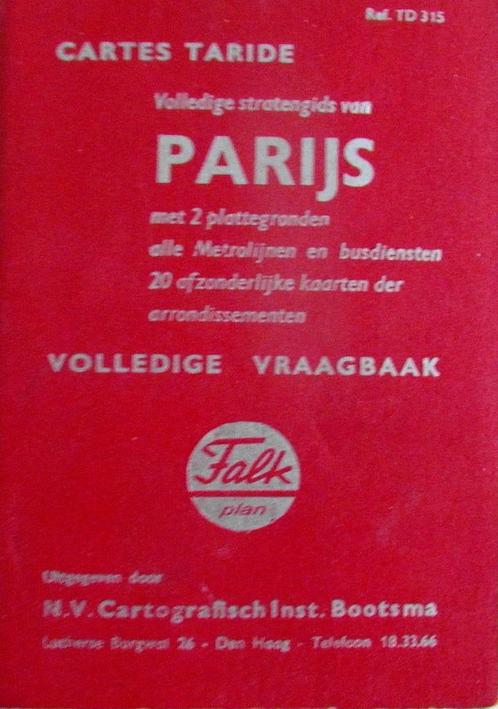 Ref. TD 315
CARTES TARIDE
Volledige stratengids van
PARIJS
met 2 plattegronden
alle Metrolijnen en busdiensten
20 afzonderlijke kaarten der
arrondissementen
VOLLEDIGE VRAAGBAAK
Falk
plan
Uitgegeven door
N.V. Cartografisch Inst. Bootsma
Lutherse Burgwal 26 - Den Haag - Telefoon 18.33.66